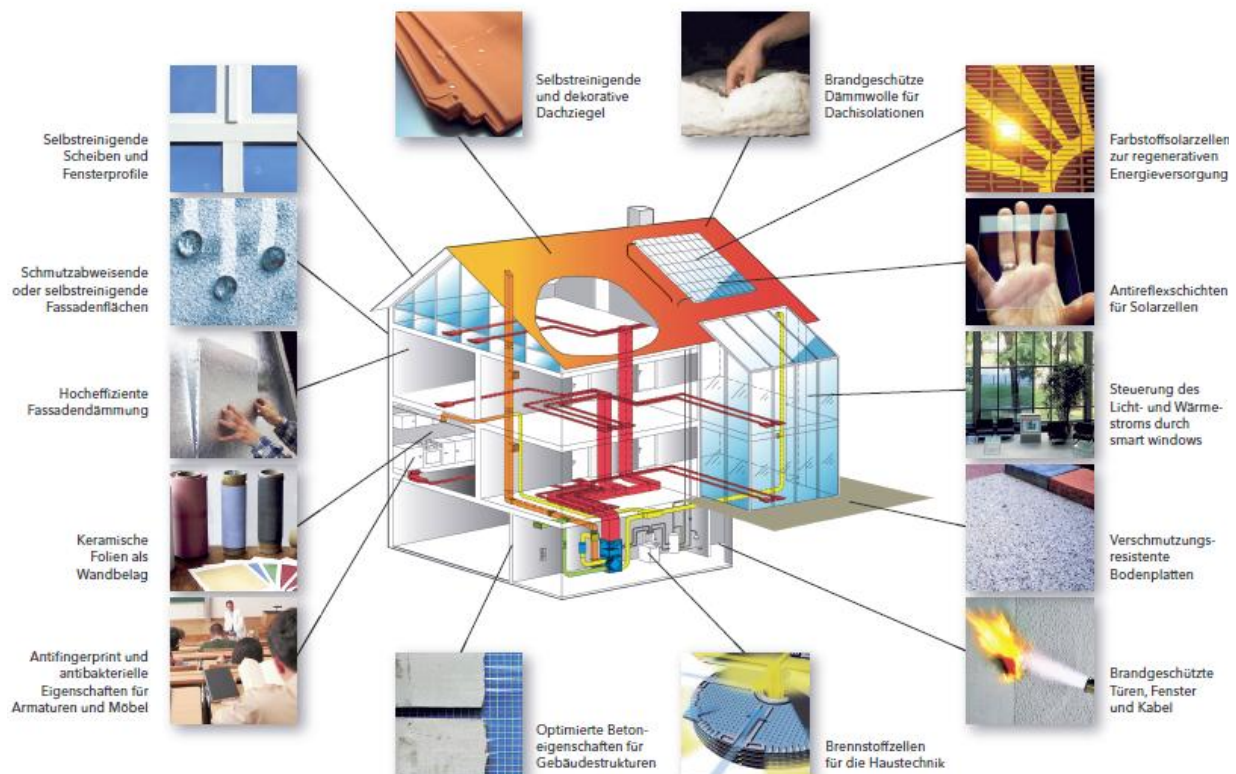 Selbstreinigende
und dekorative
Dachziegel
Brandgeschütze
Dämmwolle für
Dachisolationen
Selbstreinigende
Scheiben und
Fensterprofile
Schmutzabweisende
oder selbstreinigende
Fassadenflächen
Hocheffiziente
Fassadendämmung
Keramische
Folien als
Wandbelag
Antifingerprint und
antibakterielle
Eigenschaften für
Armaturen und Möbel
Farbstoffsolarzellen
zur regenerativen
Energieversorgung
Antireflexschichten
für Solarzellen
Steuerung des
Licht- und Wärme-
stroms durch
smart windows
Verschmutzungs-
resistente
Bodenplatten
Brandgeschützte
Türen, Fenster
und Kabel
Optimierte Beton-
eigenschaften für
Gebäudestrukturen
Brennstoffzellen
für die Haustechnik